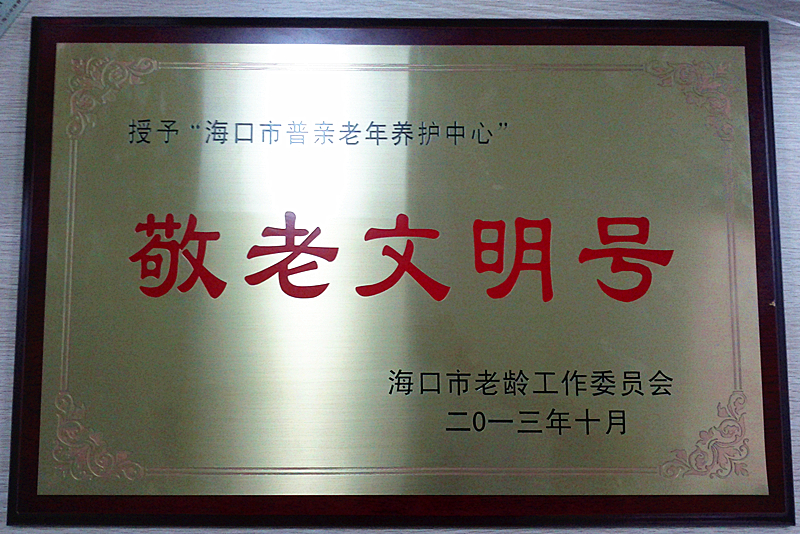 授予“海口市普亲老年养护中心”
敬老文明号
海口市老龄工作委员会
二0一三年十月